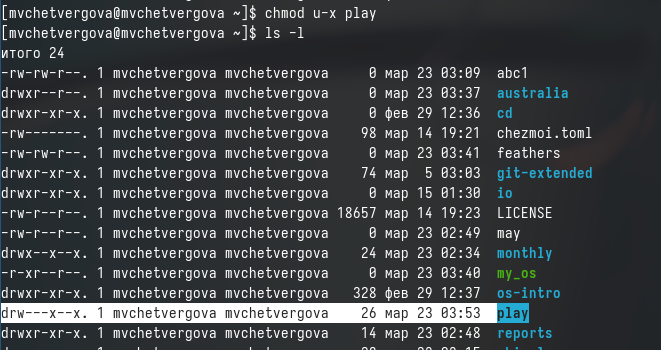 [mvchetvergova@mvchetvergova ~]$ chmod u-x play
[mvchetvergova@mvchetvergova ~]$ ls -l
итого 24
-rw-rw-r--. 1 mvchetvergova mvchetvergova     0 мар 23 03:09 abc1
drwxr--r--. 1 mvchetvergova mvchetvergova     0 мар 23 03:37 australia
drwxr-xr-x. 1 mvchetvergova mvchetvergova     0 фев 29 12:36 cd
-rw-------. 1 mvchetvergova mvchetvergova    98 мар 14 19:21 chezmoi.toml
-rw-rw-r--. 1 mvchetvergova mvchetvergova     0 мар 23 03:41 feathers
drwxr-xr-x. 1 mvchetvergova mvchetvergova    74 мар  5 03:03 git-extended
drwxr-xr-x. 1 mvchetvergova mvchetvergova     0 мар 15 01:30 io
-rw-r--r--. 1 mvchetvergova mvchetvergova 18657 мар 14 19:23 LICENSE
-rw-r--r--. 1 mvchetvergova mvchetvergova     0 мар 23 02:49 may
drwx--x--x. 1 mvchetvergova mvchetvergova    24 мар 23 02:34 monthly
-r-xr--r--. 1 mvchetvergova mvchetvergova     0 мар 23 03:40 my_os
drwxr-xr-x. 1 mvchetvergova mvchetvergova   328 фев 29 12:37 os-intro
drw---x--x. 1 mvchetvergova mvchetvergova    26 мар 23 03:53 play
drwxr-xr-x. 1 mvchetvergova mvchetvergova    14 мар 23 02:48 reports